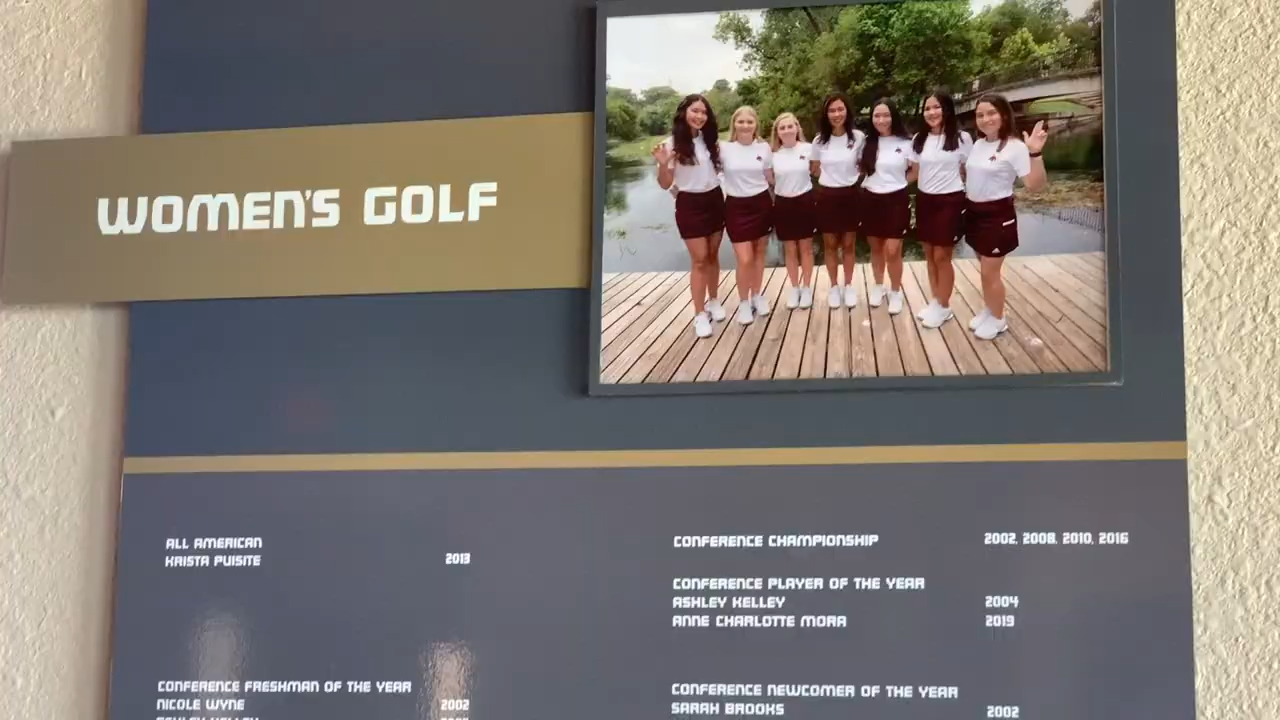 WOMEN'S GOLF
ALL AMERICAN
KRISTA PUISITE 2013
CONFERENCE FRESHMAN OF THE YEAR
NICOLE WYNE 2002
ASHLEY KELLEY
CONFERENCE CHAMPIONSHIP 2002, 2008, 2010, 2016
CONFERENCE PLAYER OF THE YEAR
ASHLEY KELLEY 2004
ANNE CHARLOTTE MORA 2019
CONFERENCE NEWCOMER OF THE YEAR
SARAH BROOKS 2002